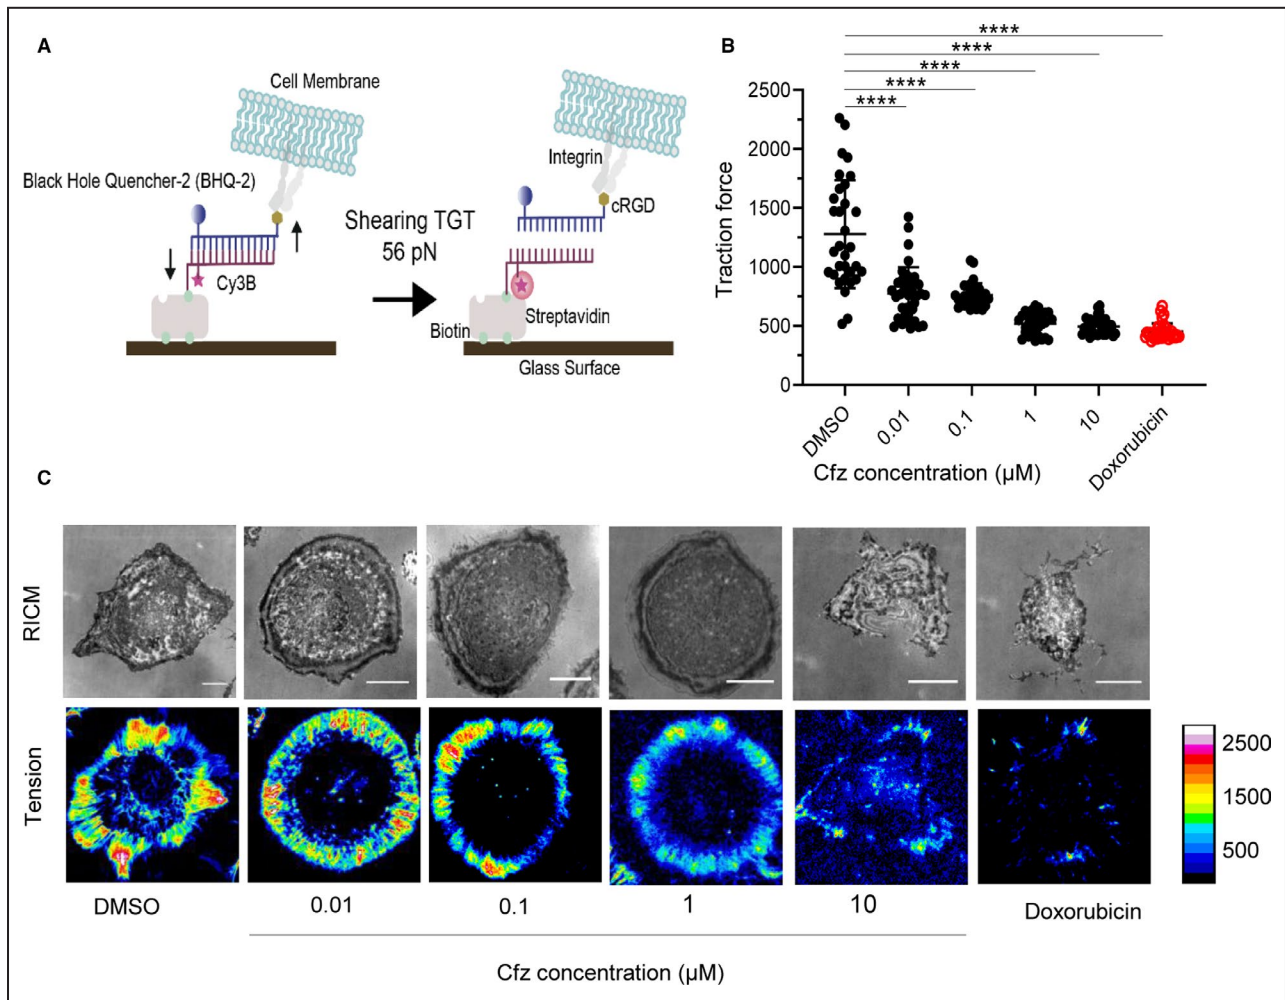 A
Cell Membrane
Black Hole Quencher-2 (BHQ-2)
Cy3B
Biotin
Shearing TGT
56 pN
Integrin
cRGD
Streptavidin
Glass Surface
B
****
****
****
****
****
2500
2000
1500
1000
500
0
Traction force
DMSO
0.01
0.1
1
10
Doxorubicin
Cfz concentration (µM)
C
RICM
Tension
2500
1500
500
DMSO
0.01
0.1
1
10
Doxorubicin
Cfz concentration (µM)